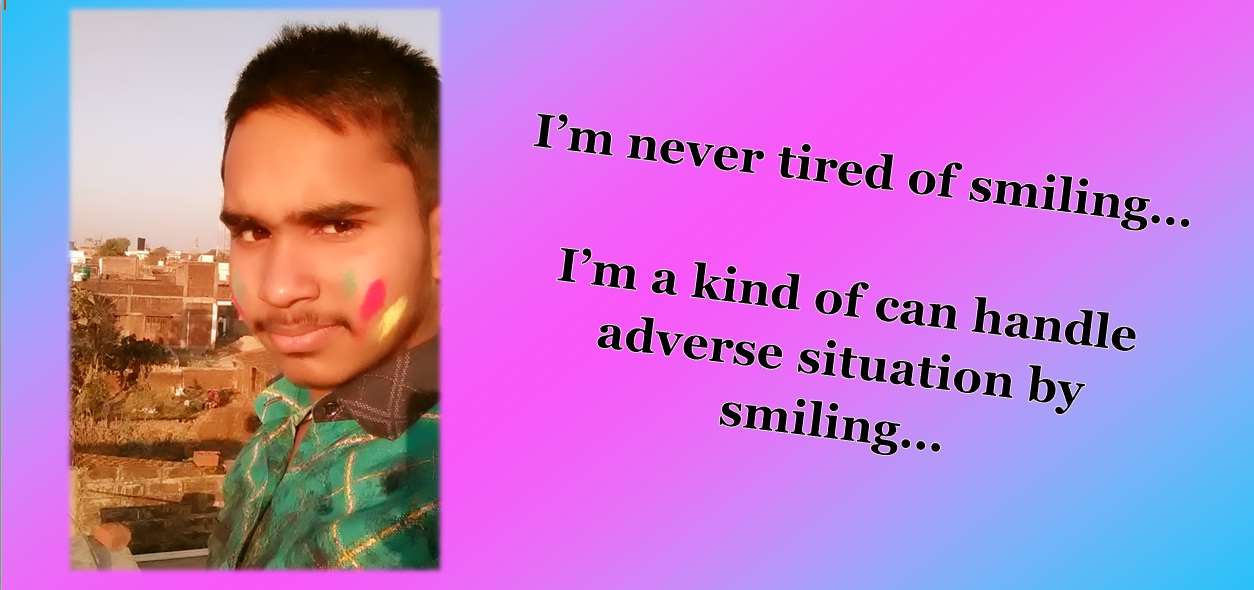 I’m never tired of smiling...
I’m a kind of can handle
adverse situation by
smiling...